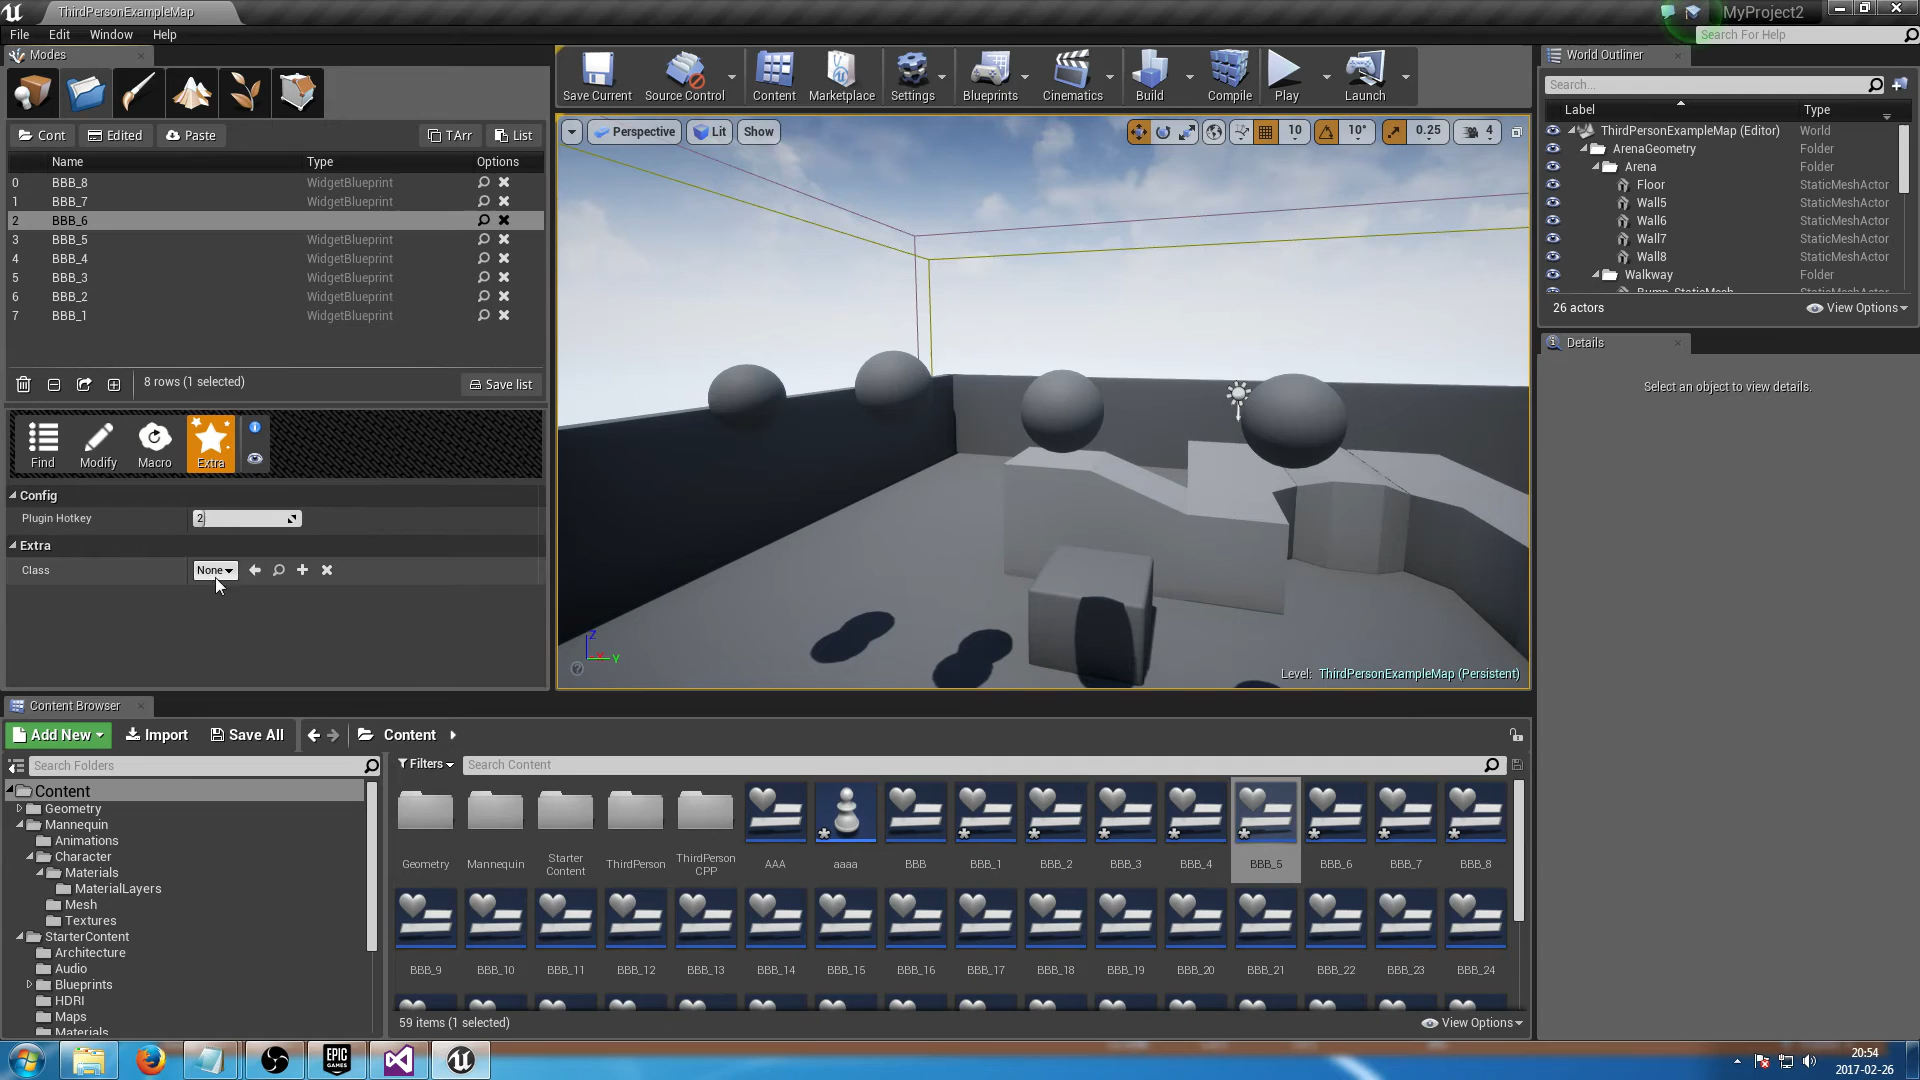 ThirdPersonExampleMap
MyProject2
File Edit Window Help
Search For Help
Modes
Cont Edited Paste TArr List
Name Type Options
0 BBB_8 WidgetBlueprint
1 BBB_7 WidgetBlueprint
2 BBB_6
3 BBB_5 WidgetBlueprint
4 BBB_4 WidgetBlueprint
5 BBB_3 WidgetBlueprint
6 BBB_2 WidgetBlueprint
7 BBB_1 WidgetBlueprint
8 rows (1 selected) Save list
Find Modify Macro Extra
Config
Plugin Hotkey 2
Extra
Class None
Save Current Source Control Content Marketplace Settings Blueprints Cinematics Build Compile Play Launch
Perspective Lit Show 10 10° 0.25 4
Z
X Y
Level: ThirdPersonExampleMap (Persistent)
World Outliner
Search...
Label Type
ThirdPersonExampleMap (Editor) World
ArenaGeometry Folder
Arena Folder
Floor StaticMeshActor
Wall5 StaticMeshActor
Wall6 StaticMeshActor
Wall7 StaticMeshActor
Wall8 StaticMeshActor
Walkway Folder
Bump_StaticMesh StaticMeshActor
26 actors View Options
Details
Select an object to view details.
Content Browser
Add New Import Save All Content
Search Folders
Content
Geometry
Mannequin
Animations
Character
Materials
MaterialLayers
Mesh
Textures
StarterContent
Architecture
Audio
Blueprints
HDRI
Maps
Materials
Filters Search Content
Geometry Mannequin Starter Content ThirdPerson ThirdPerson CPP AAA aaaa BBB BBB_1 BBB_2 BBB_3 BBB_4 BBB_5 BBB_6 BBB_7 BBB_8
BBB_9 BBB_10 BBB_11 BBB_12 BBB_13 BBB_14 BBB_15 BBB_16 BBB_17 BBB_18 BBB_19 BBB_20 BBB_21 BBB_22 BBB_23 BBB_24
59 items (1 selected) View Options
EPIC GAMES
20:54
2017-02-26